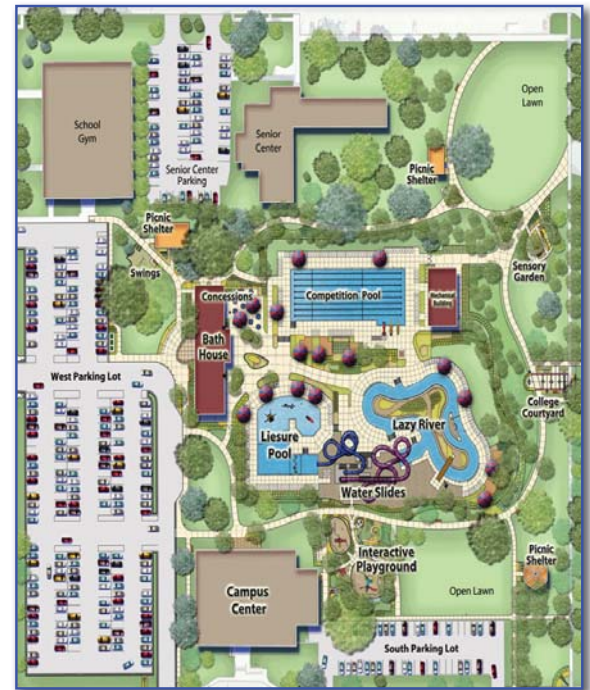 Open
Lawn
School
Gym
Senior
Center
Senior Center
Parking
Picnic
Shelter
Picnic
Shelter
Swings
Sensory
Garden
Concessions
Competition Pool
Mechanical
Building
Bath
House
West Parking Lot
College
Courtyard
Liesure
Pool
Lazy River
Water Slides
Interactive
Playground
Picnic
Shelter
Campus
Center
Open Lawn
South Parking Lot